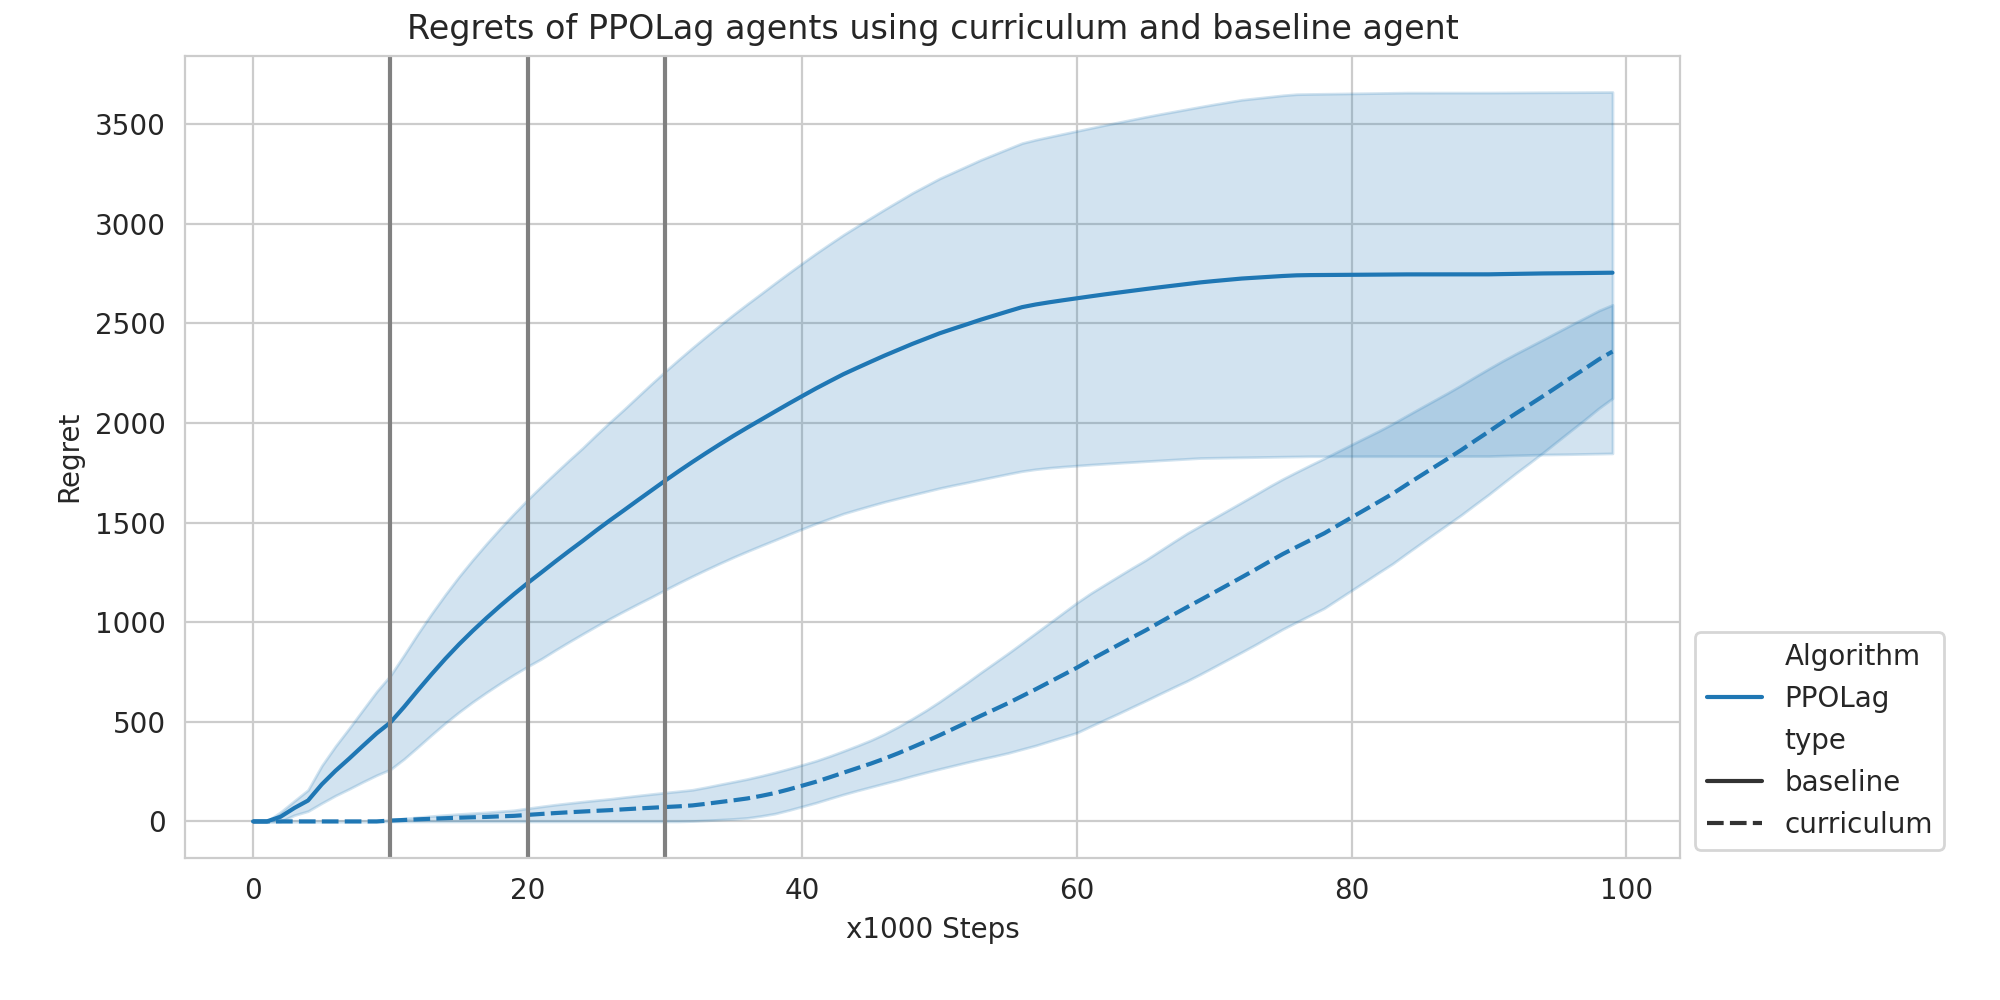 Regrets of PPOLag agents using curriculum and baseline agent
3500
3000
2500
2000
1500
1000
500
0
Regret
0 20 40 60 80 100
x1000 Steps
Algorithm
PPOLag
type
baseline
curriculum